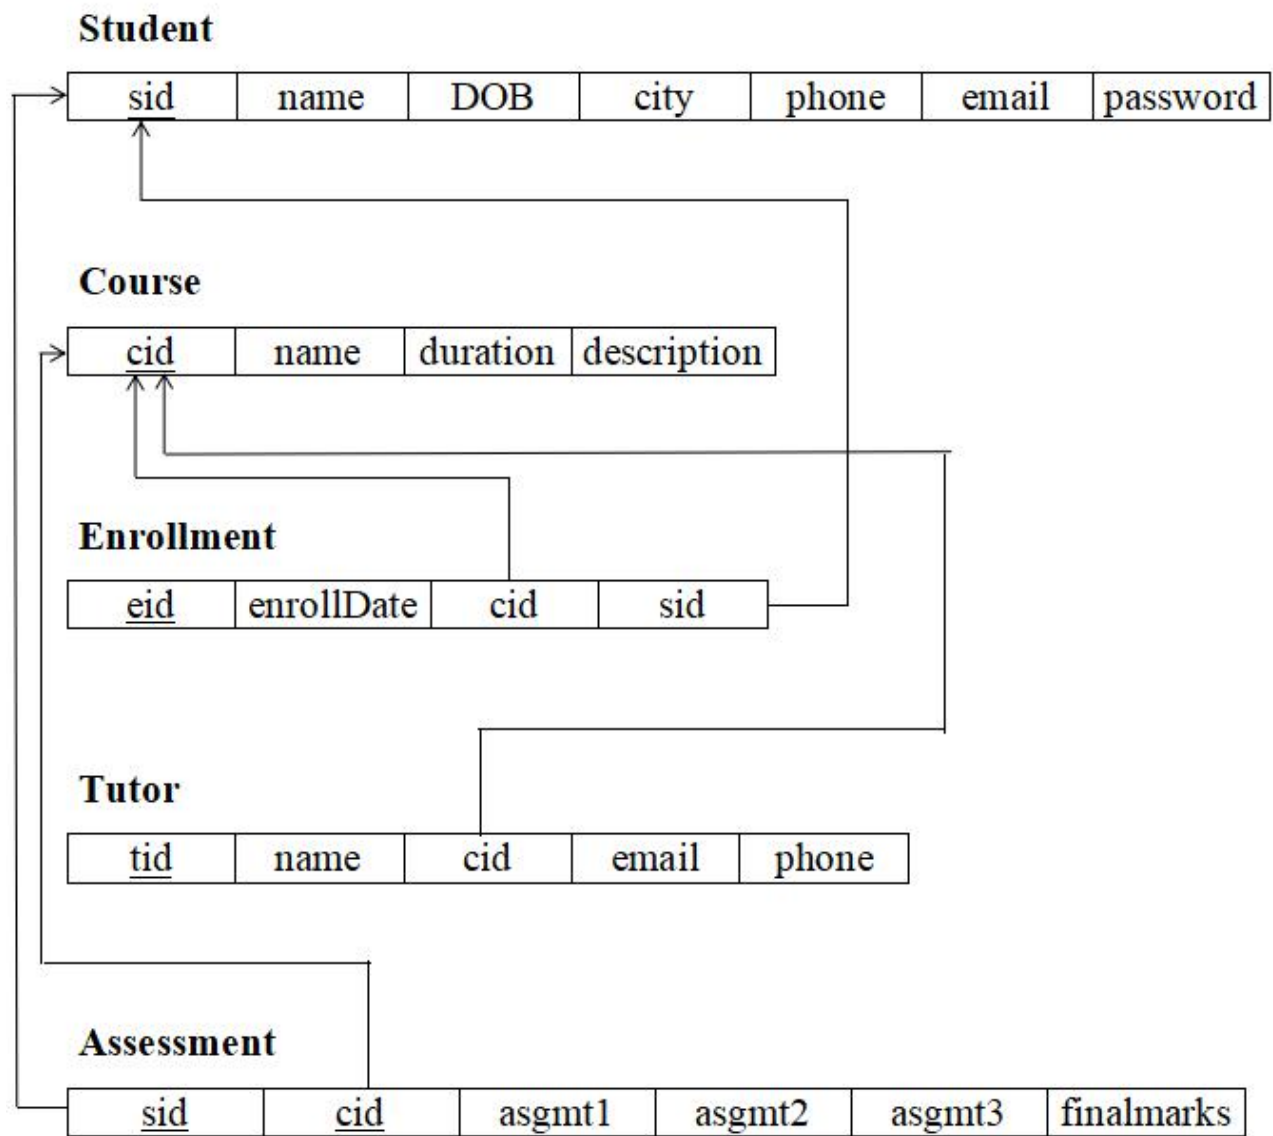 Student
sid name DOB city phone email password
Course
cid name duration description
Enrollment
eid enrollDate cid sid
Tutor
tid name cid email phone
Assessment
sid cid asgmt1 asgmt2 asgmt3 finalmarks